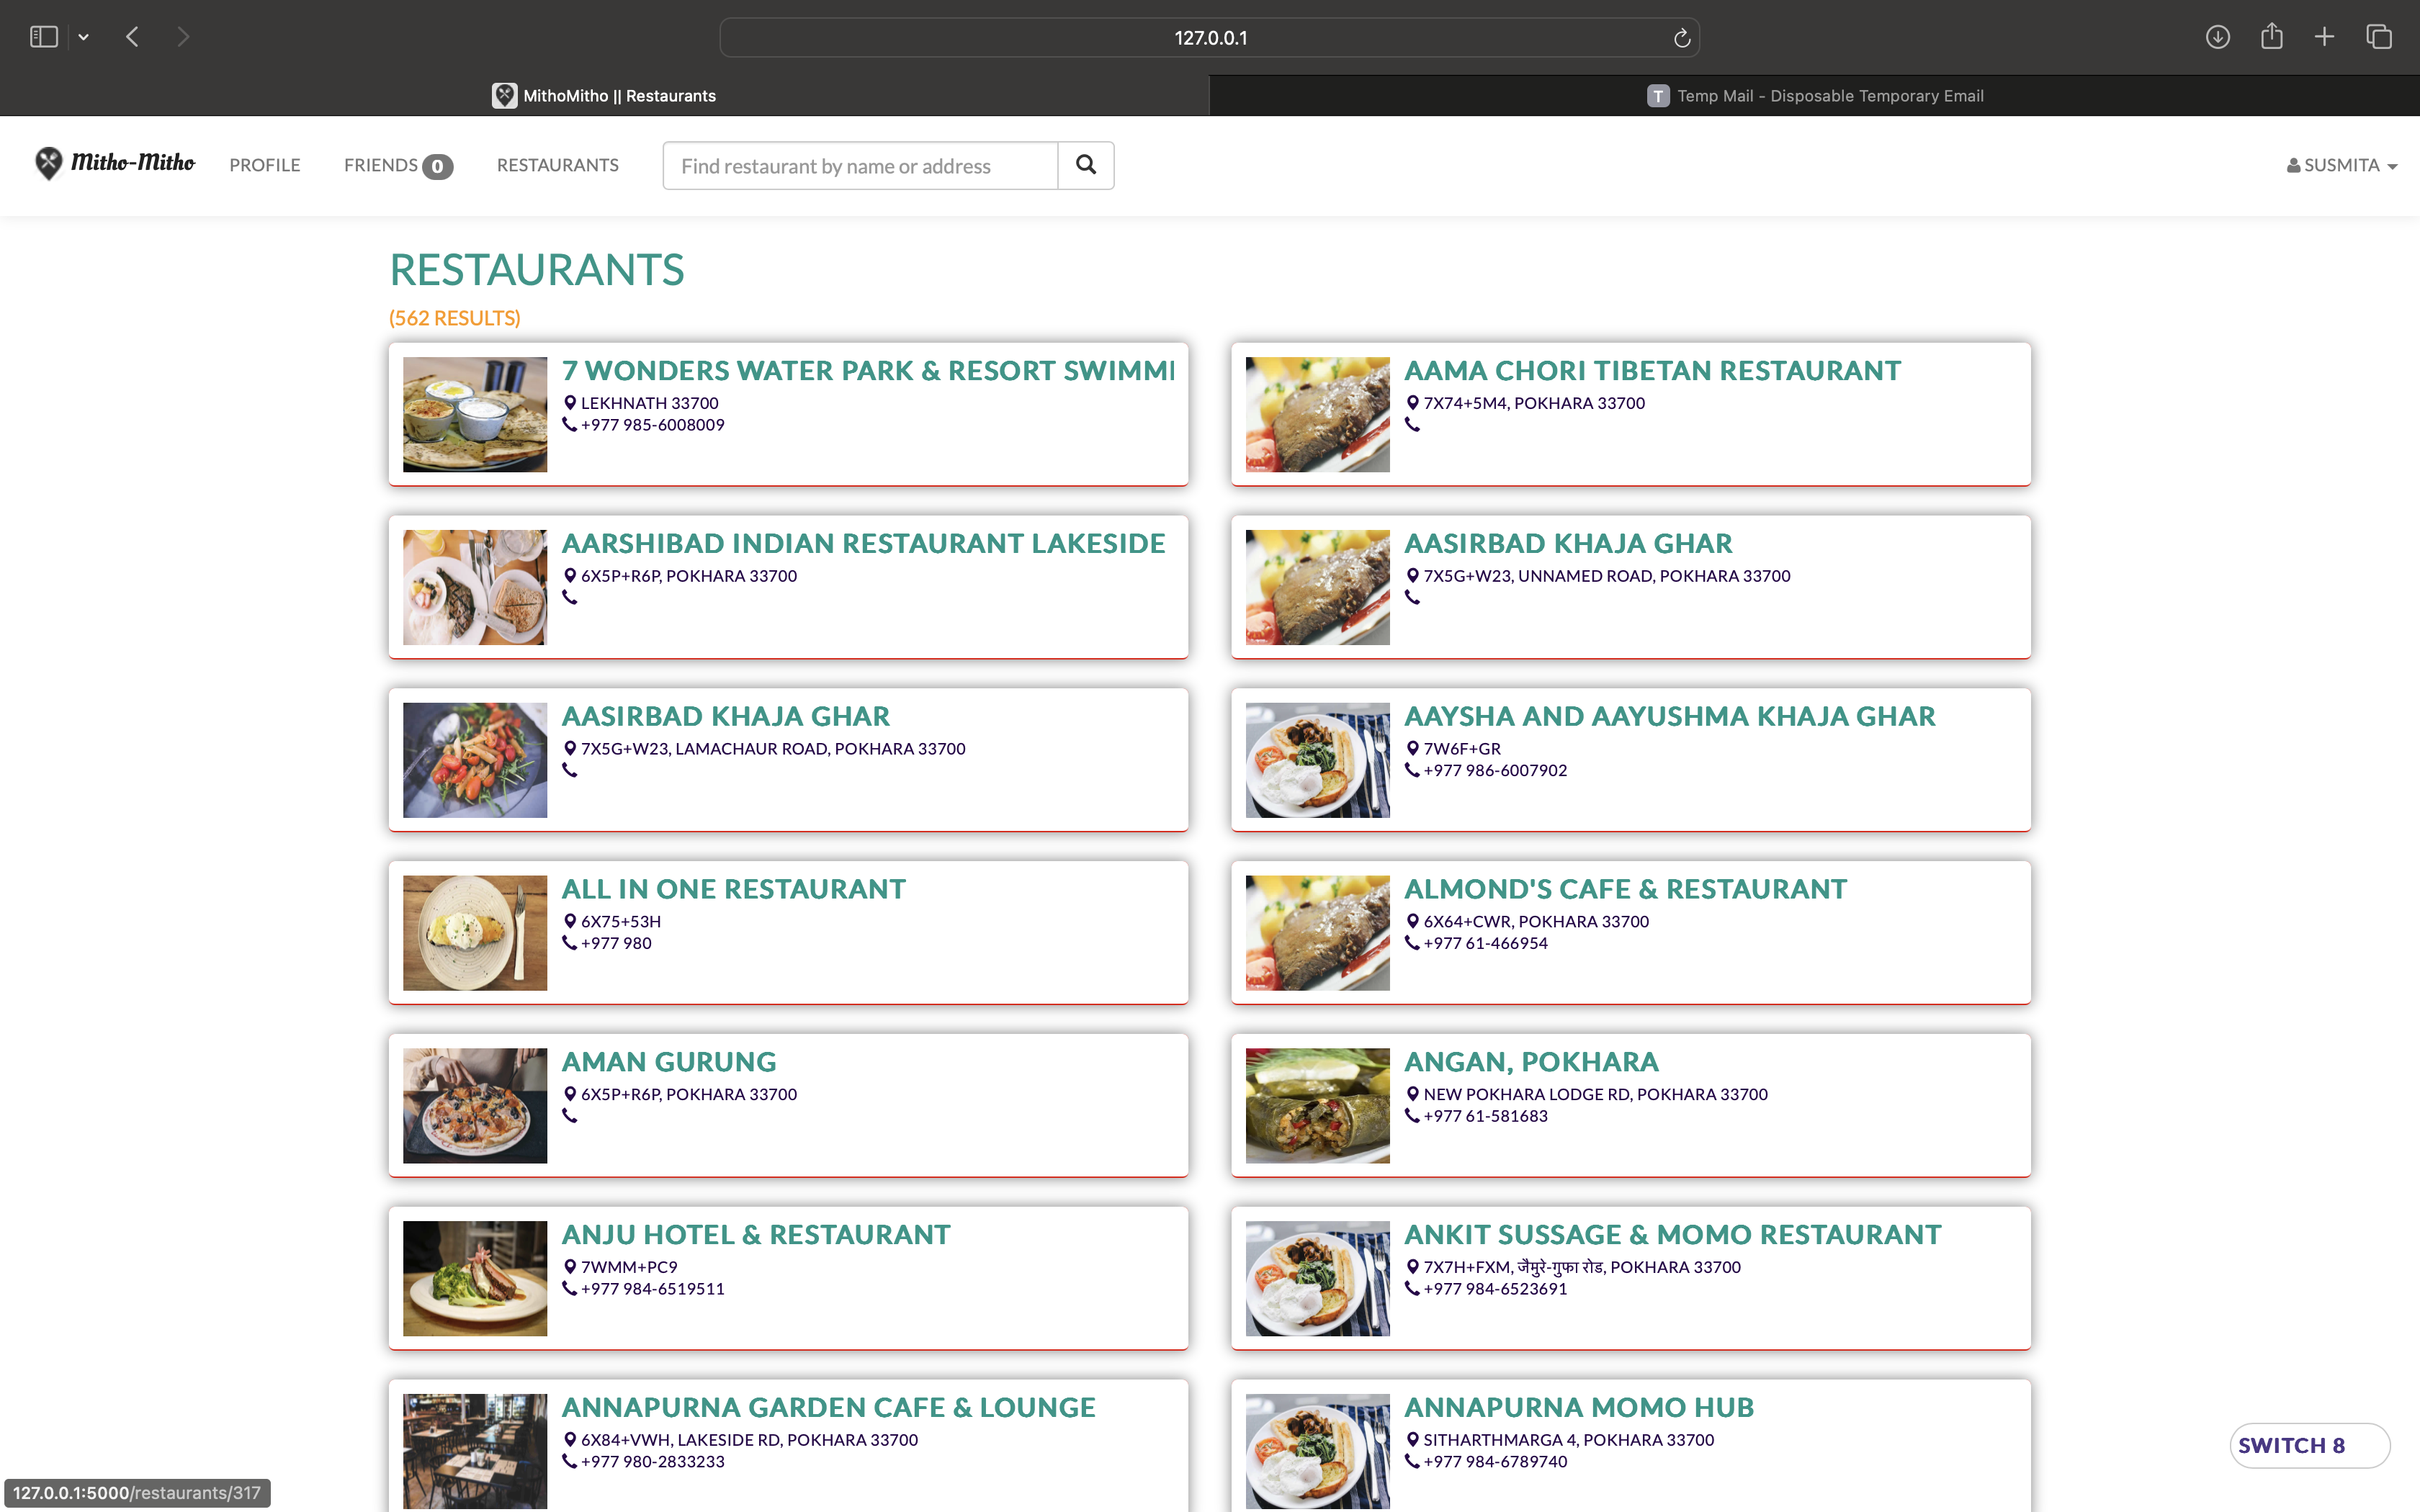 127.0.0.1
MithoMitho || Restaurants
T Temp Mail - Disposable Temporary Email
Mitho-Mitho PROFILE FRIENDS 0 RESTAURANTS Find restaurant by name or address SUSMITA
RESTAURANTS
(562 RESULTS)
7 WONDERS WATER PARK & RESORT SWIMMI
LEKHNATH 33700
+977 985-6008009
AAMA CHORI TIBETAN RESTAURANT
7X74+5M4, POKHARA 33700
AARSHIBAD INDIAN RESTAURANT LAKESIDE
6X5P+R6P, POKHARA 33700
AASIRBAD KHAJA GHAR
7X5G+W23, UNNAMED ROAD, POKHARA 33700
AASIRBAD KHAJA GHAR
7X5G+W23, LAMACHAUR ROAD, POKHARA 33700
AAYSHA AND AAYUSHMA KHAJA GHAR
7W6F+GR
+977 986-6007902
ALL IN ONE RESTAURANT
6X75+53H
+977 980
ALMOND'S CAFE & RESTAURANT
6X64+CWR, POKHARA 33700
+977 61-466954
AMAN GURUNG
6X5P+R6P, POKHARA 33700
ANGAN, POKHARA
NEW POKHARA LODGE RD, POKHARA 33700
+977 61-581683
ANJU HOTEL & RESTAURANT
7WMM+PC9
+977 984-6519511
ANKIT SUSSAGE & MOMO RESTAURANT
7X7H+FXM, जैमुरे-गुफा रोड, POKHARA 33700
+977 984-6523691
ANNAPURNA GARDEN CAFE & LOUNGE
6X84+VWH, LAKESIDE RD, POKHARA 33700
+977 980-2833233
ANNAPURNA MOMO HUB
SITHARTHMARGA 4, POKHARA 33700
+977 984-6789740
SWITCH 8
127.0.0.1:5000/restaurants/317